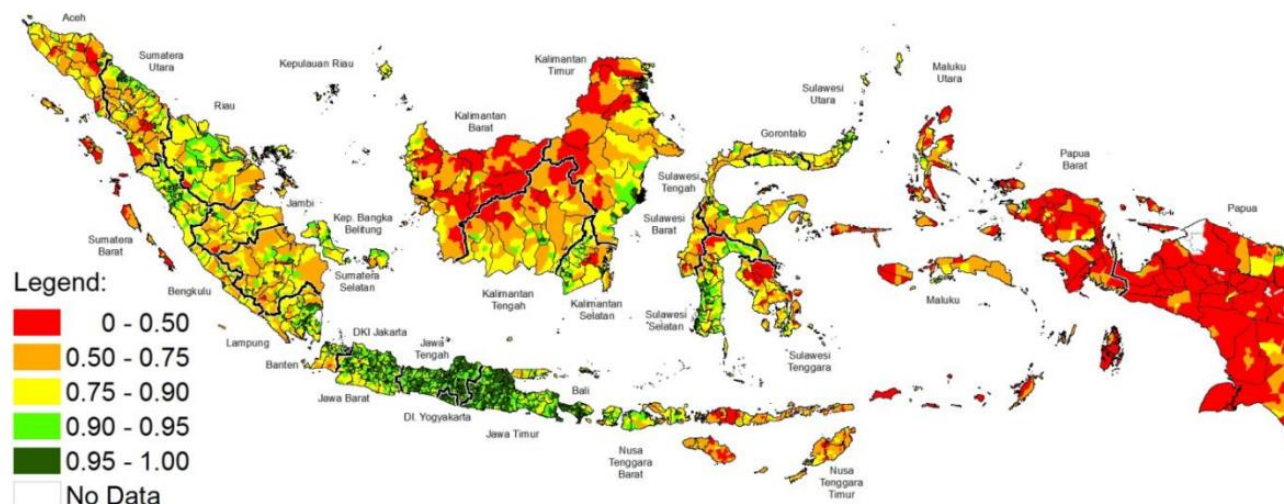 Aceh
Sumatera
Utara
Kepulauan Riau
Riau
Kalimantan
Timur
Kalimantan
Barat
Sulawesi
Utara
Maluku
Utara
Gorontalo
Papua
Barat
Sulawesi
Tengah
Papua
Jambi
Kep. Bangka
Belitung
Sulawesi
Barat
Sumatera
Barat
Sumatera
Selatan
Bengkulu
Kalimantan
Tengah
Kalimantan
Selatan
Sulawesi
Selatan
Maluku
Lampung
DKI Jakarta
Banten
Jawa
Tengah
Sulawesi
Tenggara
Bali
Jawa Barat
DI. Yogyakarta
Jawa Timur
Nusa
Tenggara
Barat
Nusa
Tenggara
Timur
Legend:
0 - 0.50
0.50 - 0.75
0.75 - 0.90
0.90 - 0.95
0.95 - 1.00
No Data